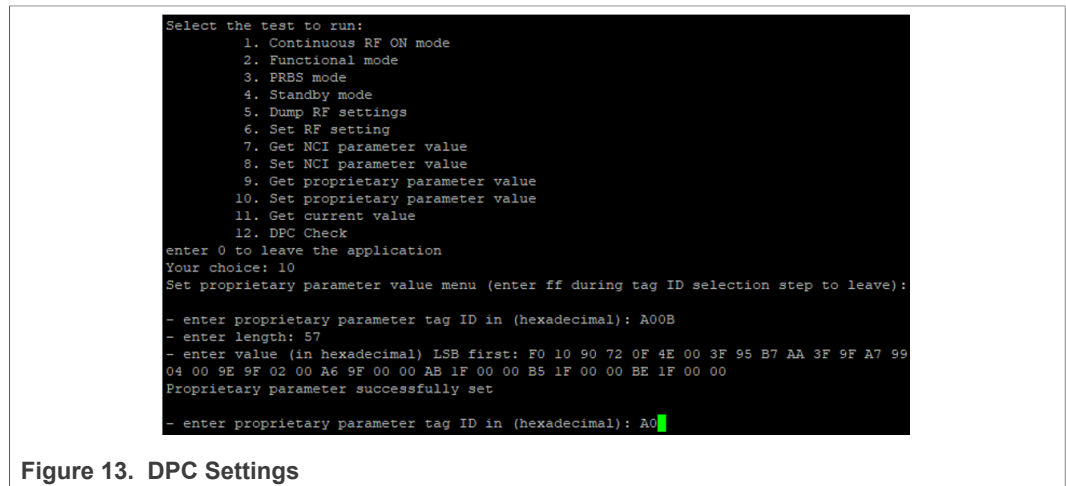 Select the test to run:
1. Continuous RF ON mode
2. Functional mode
3. PRBS mode
4. Standby mode
5. Dump RF settings
6. Set RF setting
7. Get NCI parameter value
8. Set NCI parameter value
9. Get proprietary parameter value
10. Set proprietary parameter value
11. Get current value
12. DPC Check
enter 0 to leave the application
Your choice: 10
Set proprietary parameter value menu (enter ff during tag ID selection step to leave):
- enter proprietary parameter tag ID in (hexadecimal): A00B
- enter length: 57
- enter value (in hexadecimal) LSB first: F0 10 90 72 0F 4E 00 3F 95 B7 AA 3F 9F A7 99
04 00 9E 9F 02 00 A6 9F 00 00 AB 1F 00 00 B5 1F 00 00 BE 1F 00 00
Proprietary parameter successfully set
- enter proprietary parameter tag ID in (hexadecimal): A0
Figure 13. DPC Settings